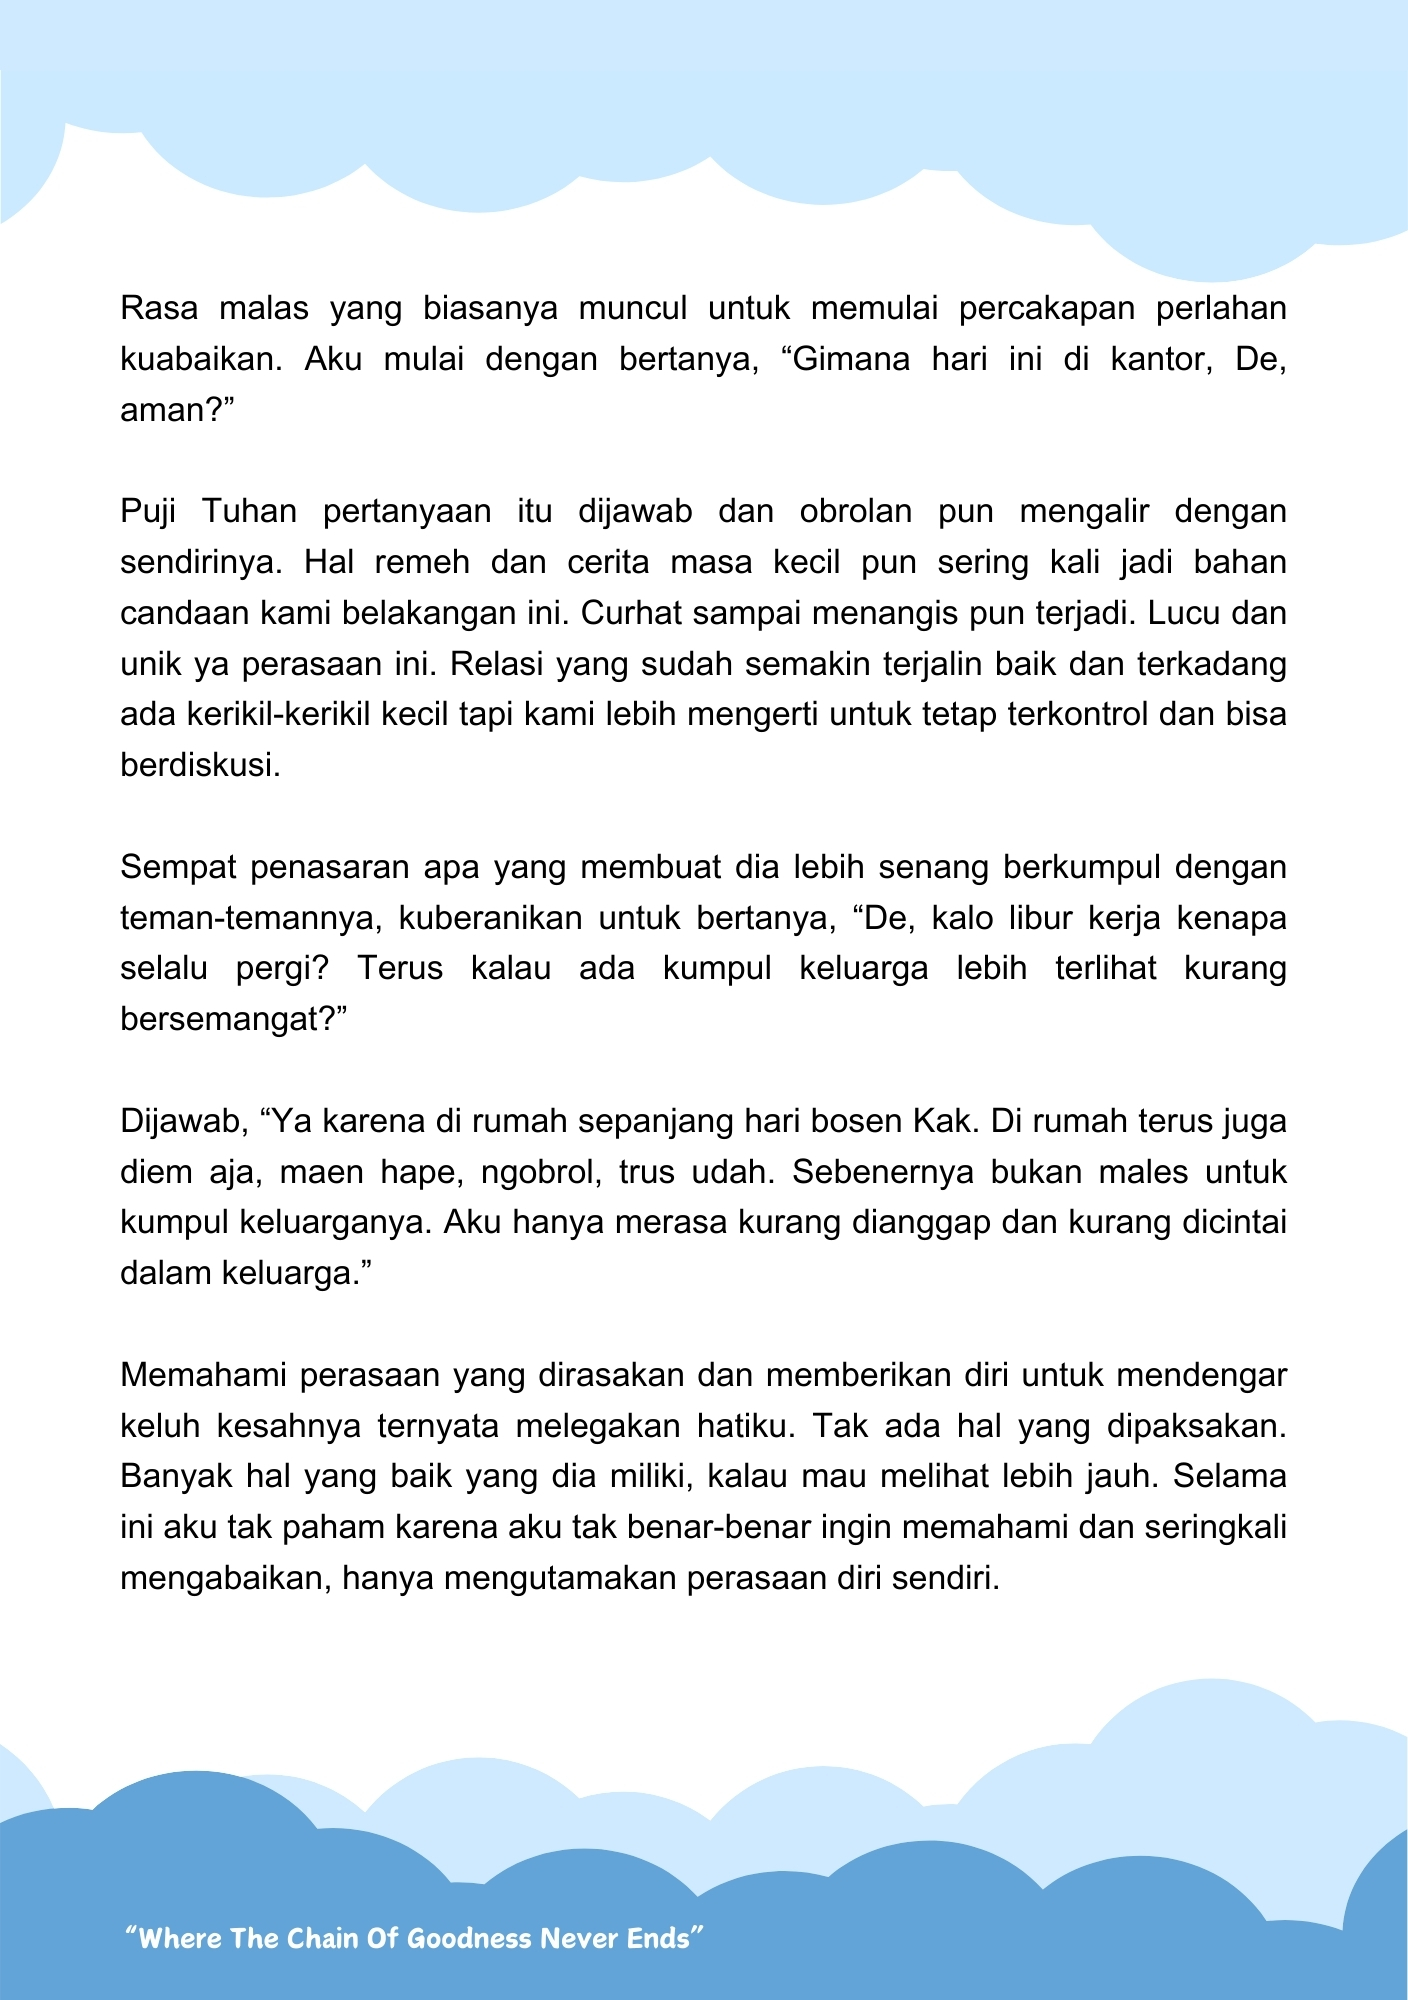 Rasa malas yang biasanya muncul untuk memulai percakapan perlahan
kuabaikan. Aku mulai dengan bertanya, “Gimana hari ini di kantor, De,
aman?”
Puji Tuhan pertanyaan itu dijawab dan obrolan pun mengalir dengan
sendirinya. Hal remeh dan cerita masa kecil pun sering kali jadi bahan
candaan kami belakangan ini. Curhat sampai menangis pun terjadi. Lucu dan
unik ya perasaan ini. Relasi yang sudah semakin terjalin baik dan terkadang
ada kerikil-kerikil kecil tapi kami lebih mengerti untuk tetap terkontrol dan bisa
berdiskusi.
Sempat penasaran apa yang membuat dia lebih senang berkumpul dengan
teman-temannya, kuberanikan untuk bertanya, “De, kalo libur kerja kenapa
selalu pergi? Terus kalau ada kumpul keluarga lebih terlihat kurang
bersemangat?”
Dijawab, “Ya karena di rumah sepanjang hari bosen Kak. Di rumah terus juga
diem aja, maen hape, ngobrol, trus udah. Sebenernya bukan males untuk
kumpul keluarganya. Aku hanya merasa kurang dianggap dan kurang dicintai
dalam keluarga.”
Memahami perasaan yang dirasakan dan memberikan diri untuk mendengar
keluh kesahnya ternyata melegakan hatiku. Tak ada hal yang dipaksakan.
Banyak hal yang baik yang dia miliki, kalau mau melihat lebih jauh. Selama
ini aku tak paham karena aku tak benar-benar ingin memahami dan seringkali
mengabaikan, hanya mengutamakan perasaan diri sendiri.
“Where The Chain Of Goodness Never Ends”